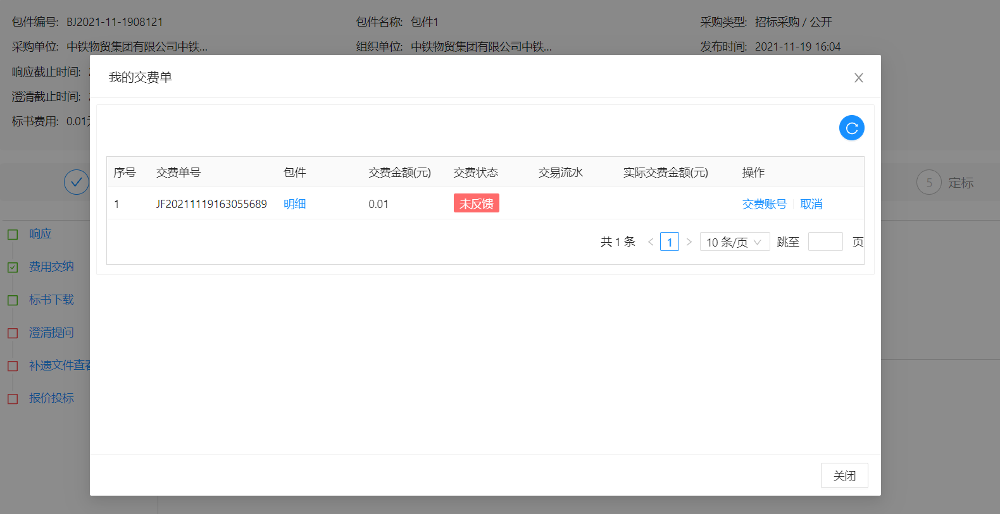 包件编号: BJ2021-11-1908121 包件名称: 包件1 采购类型: 招标采购 / 公开
采购单位: 中铁物贸集团有限公司中铁... 组织单位: 中铁物贸集团有限公司中铁... 发布时间: 2021-11-19 16:04
响应截止时间:
澄清截止时间:
标书费用: 0.01
我的交费单
序号 交费单号 包件 交费金额(元) 交费状态 交易流水 实际交费金额(元) 操作
1 JF20211119163055689 明细 0.01 未反馈 交费账号 取消
共 1 条 < 1 > 10 条/页 跳至 页
5 定标
响应
费用交纳
标书下载
澄清提问
补遗文件查看
报价投标
关闭